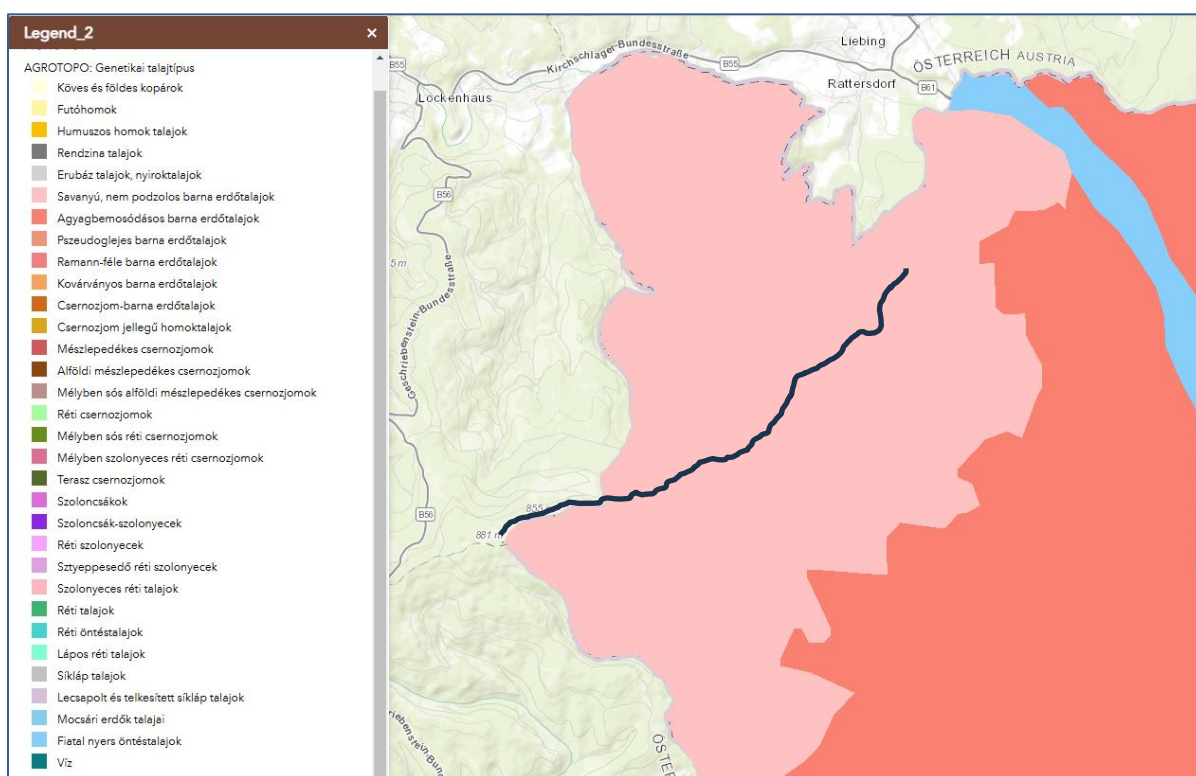 Legend_2
×
AGROTOPO: Genetikai talajtípus
Köves és földes kopárok
Futóhomok
Humuszos homok talajok
Rendzina talajok
Erubáz talajok, nyiroktalajok
Savanyú, nem podzolos barna erdőtalajok
Agyagbemosódásos barna erdőtalajok
Pszeudoglejes barna erdőtalajok
Ramann-féle barna erdőtalajok
Kovárványos barna erdőtalajok
Csernozjom-barna erdőtalajok
Csernozjom jellegű homoktalajok
Mészlepedékes csernozjomok
Alföldi mészlepedékes csernozjomok
Mélyben sós alföldi mészlepedékes csernozjomok
Réti csernozjomok
Mélyben sós réti csernozjomok
Mélyben szolonyeces réti csernozjomok
Terasz csernozjomok
Szoloncsákok
Szoloncsák-szolonyecek
Réti szolonyecek
Sztyeppesedő réti szolonyecek
Szolonyeces réti talajok
Réti talajok
Réti öntéstalajok
Lápos réti talajok
Síkláp talajok
Lecsapolt és telkesített síkláp talajok
Mocsári erdők talajai
Fiatal nyers öntéstalajok
Víz
Liebing
Kirchschlager-Bundesstraße
B55
B55
ÖSTERREICH AUSTRIA
Rattersdorf
B61
Lockenhaus
B56
5 m
Geschriebenstein-Bundesstraße
855
881 m
B56